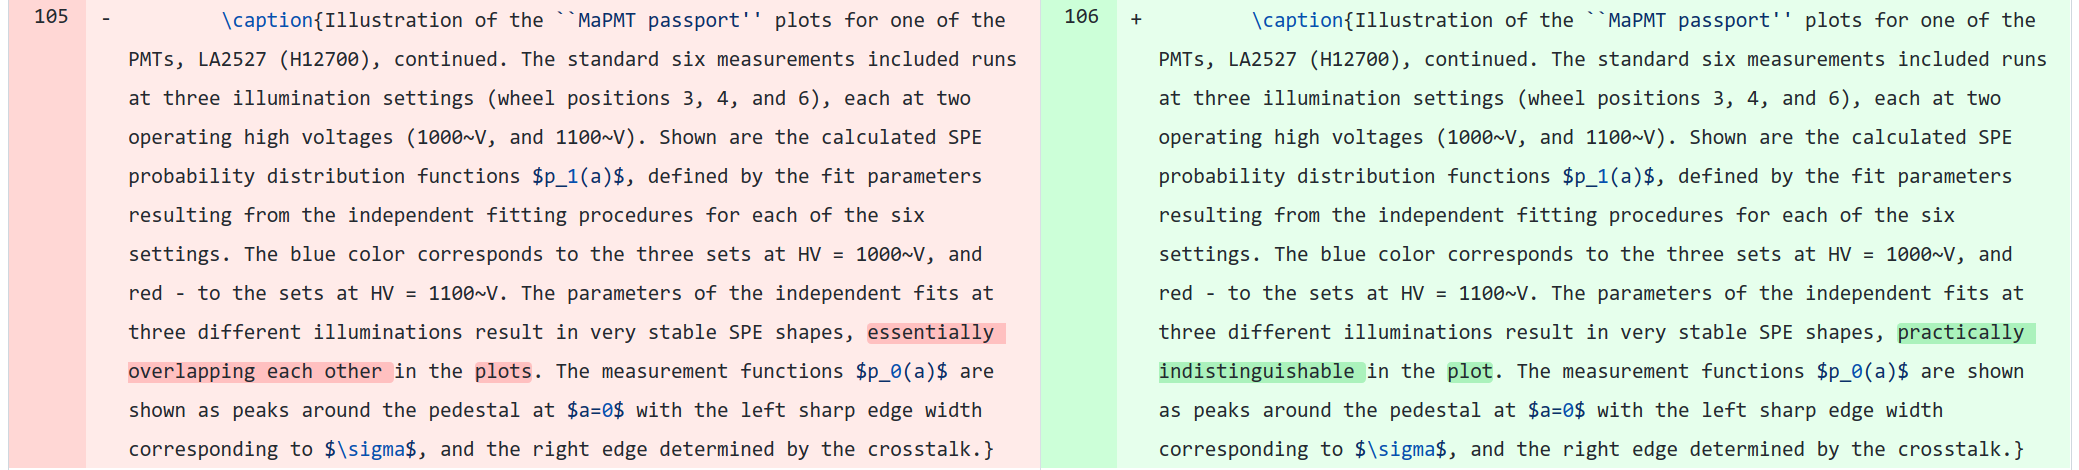 105 - \caption{Illustration of the ``MaPMT passport'' plots for one of the
PMTs, LA2527 (H12700), continued. The standard six measurements included runs
at three illumination settings (wheel positions 3, 4, and 6), each at two
operating high voltages (1000~V, and 1100~V). Shown are the calculated SPE
probability distribution functions $p_1(a)$, defined by the fit parameters
resulting from the independent fitting procedures for each of the six
settings. The blue color corresponds to the three sets at HV = 1000~V, and
red - to the sets at HV = 1100~V. The parameters of the independent fits at
three different illuminations result in very stable SPE shapes, essentially
overlapping each other in the plots. The measurement functions $p_0(a)$ are
shown as peaks around the pedestal at $a=0$ with the left sharp edge width
corresponding to $\sigma$, and the right edge determined by the crosstalk.}
106 + \caption{Illustration of the ``MaPMT passport'' plots for one of the
PMTs, LA2527 (H12700), continued. The standard six measurements included runs
at three illumination settings (wheel positions 3, 4, and 6), each at two
operating high voltages (1000~V, and 1100~V). Shown are the calculated SPE
probability distribution functions $p_1(a)$, defined by the fit parameters
resulting from the independent fitting procedures for each of the six
settings. The blue color corresponds to the three sets at HV = 1000~V, and
red - to the sets at HV = 1100~V. The parameters of the independent fits at
three different illuminations result in very stable SPE shapes, practically
indistinguishable in the plot. The measurement functions $p_0(a)$ are shown
as peaks around the pedestal at $a=0$ with the left sharp edge width
corresponding to $\sigma$, and the right edge determined by the crosstalk.}